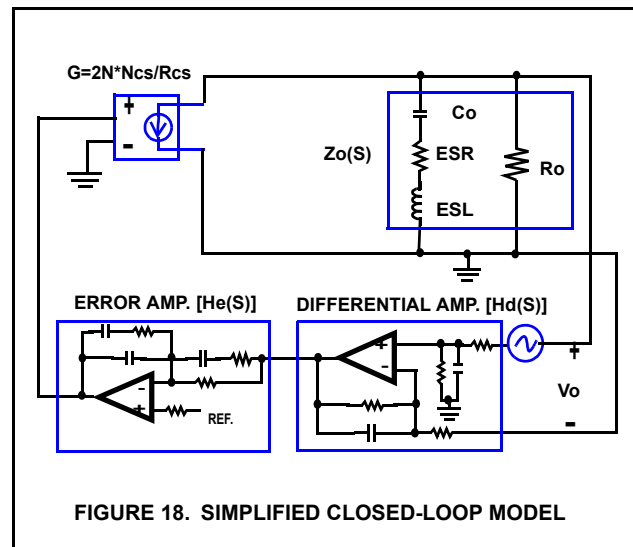 G=2N*Ncs/Rcs
+
-
Co
Zo(S)
ESR
Ro
ESL
ERROR AMP. [He(S)]
DIFFERENTIAL AMP. [Hd(S)]
+
-
+
-
+
REF.
Vo
-
FIGURE 18. SIMPLIFIED CLOSED-LOOP MODEL